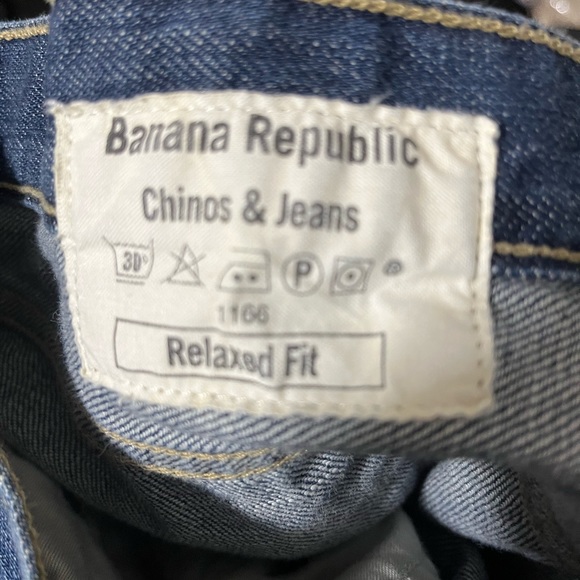 Banana Republic
Chinos & Jeans
30° P ®
1166
Relaxed Fit